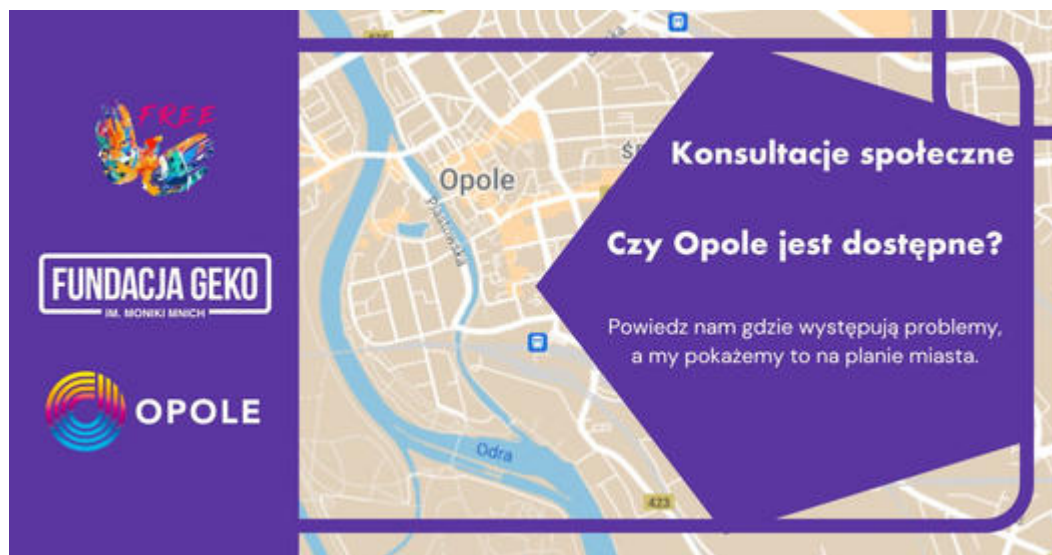 FREE
FUNDACJA GEKO
IM. MONIKI MNICH
OPOLE
Opole
Piastowska
Odra
423
Konsultacje społeczne
Czy Opole jest dostępne?
Powiedz nam gdzie występują problemy,
a my pokażemy to na planie miasta.